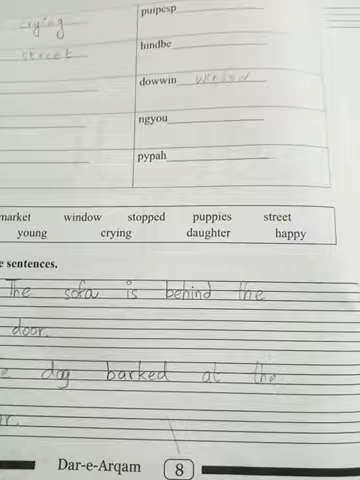 crying
puipesp
street
hindbe
dowwin window
ngyou
pypah
market window stopped puppies street
young crying daughter happy
e sentences.
The sofa is behind the
door.
e dog barked at the
r.
Dar-e-Arqam 8